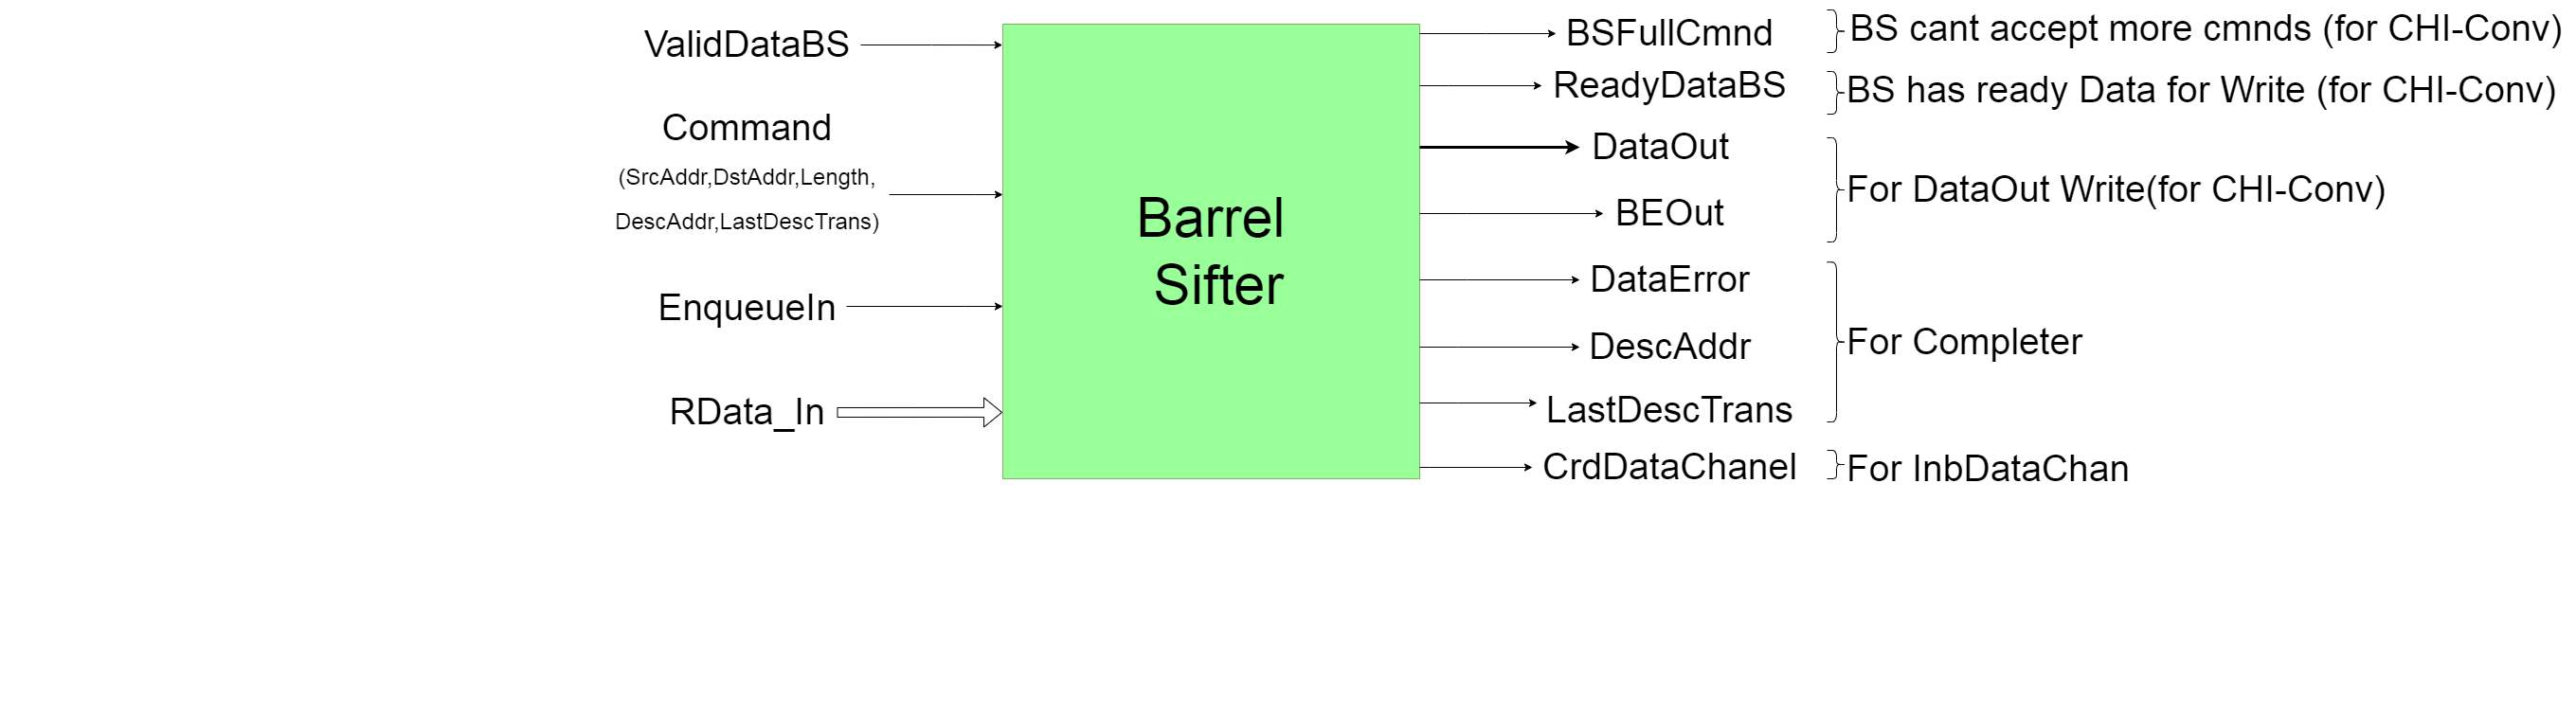 ValidDataBS
Command
(SrcAddr,DstAddr,Length,
DescAddr,LastDescTrans)
EnqueueIn
RData_In
Barrel
Sifter
BSFullCmnd
ReadyDataBS
DataOut
BEOut
DataError
DescAddr
LastDescTrans
CrdDataChanel
BS cant accept more cmnds (for CHI-Conv)
BS has ready Data for Write (for CHI-Conv)
For DataOut Write(for CHI-Conv)
For Completer
For InbDataChan